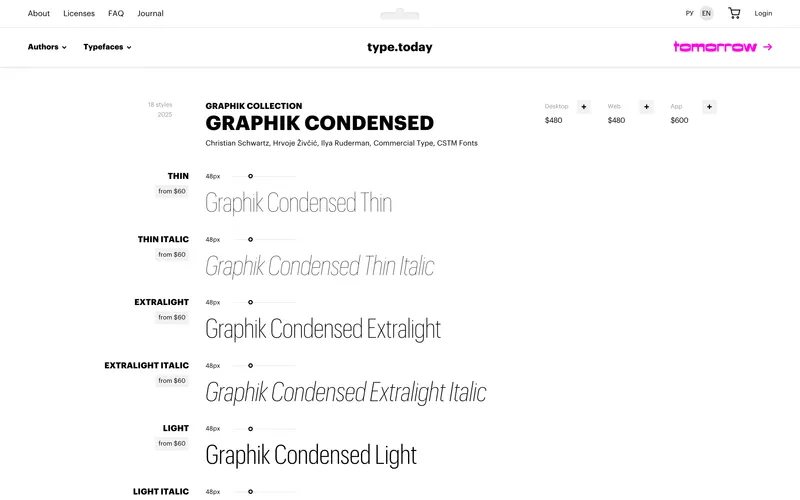 About Licenses FAQ Journal РУ EN Login
Authors Typefaces type.today tomorrow →
18 styles
2025
GRAPHIK COLLECTION
GRAPHIK CONDENSED
Christian Schwartz, Hrvoje Živčić, Ilya Ruderman, Commercial Type, CSTM Fonts
Desktop + Web + App +
$480 $480 $600
THIN 48px
from $60
Graphik Condensed Thin
THIN ITALIC 48px
from $60
Graphik Condensed Thin Italic
EXTRALIGHT 48px
from $60
Graphik Condensed Extralight
EXTRALIGHT ITALIC 48px
from $60
Graphik Condensed Extralight Italic
LIGHT 48px
from $60
Graphik Condensed Light
LIGHT ITALIC 48px